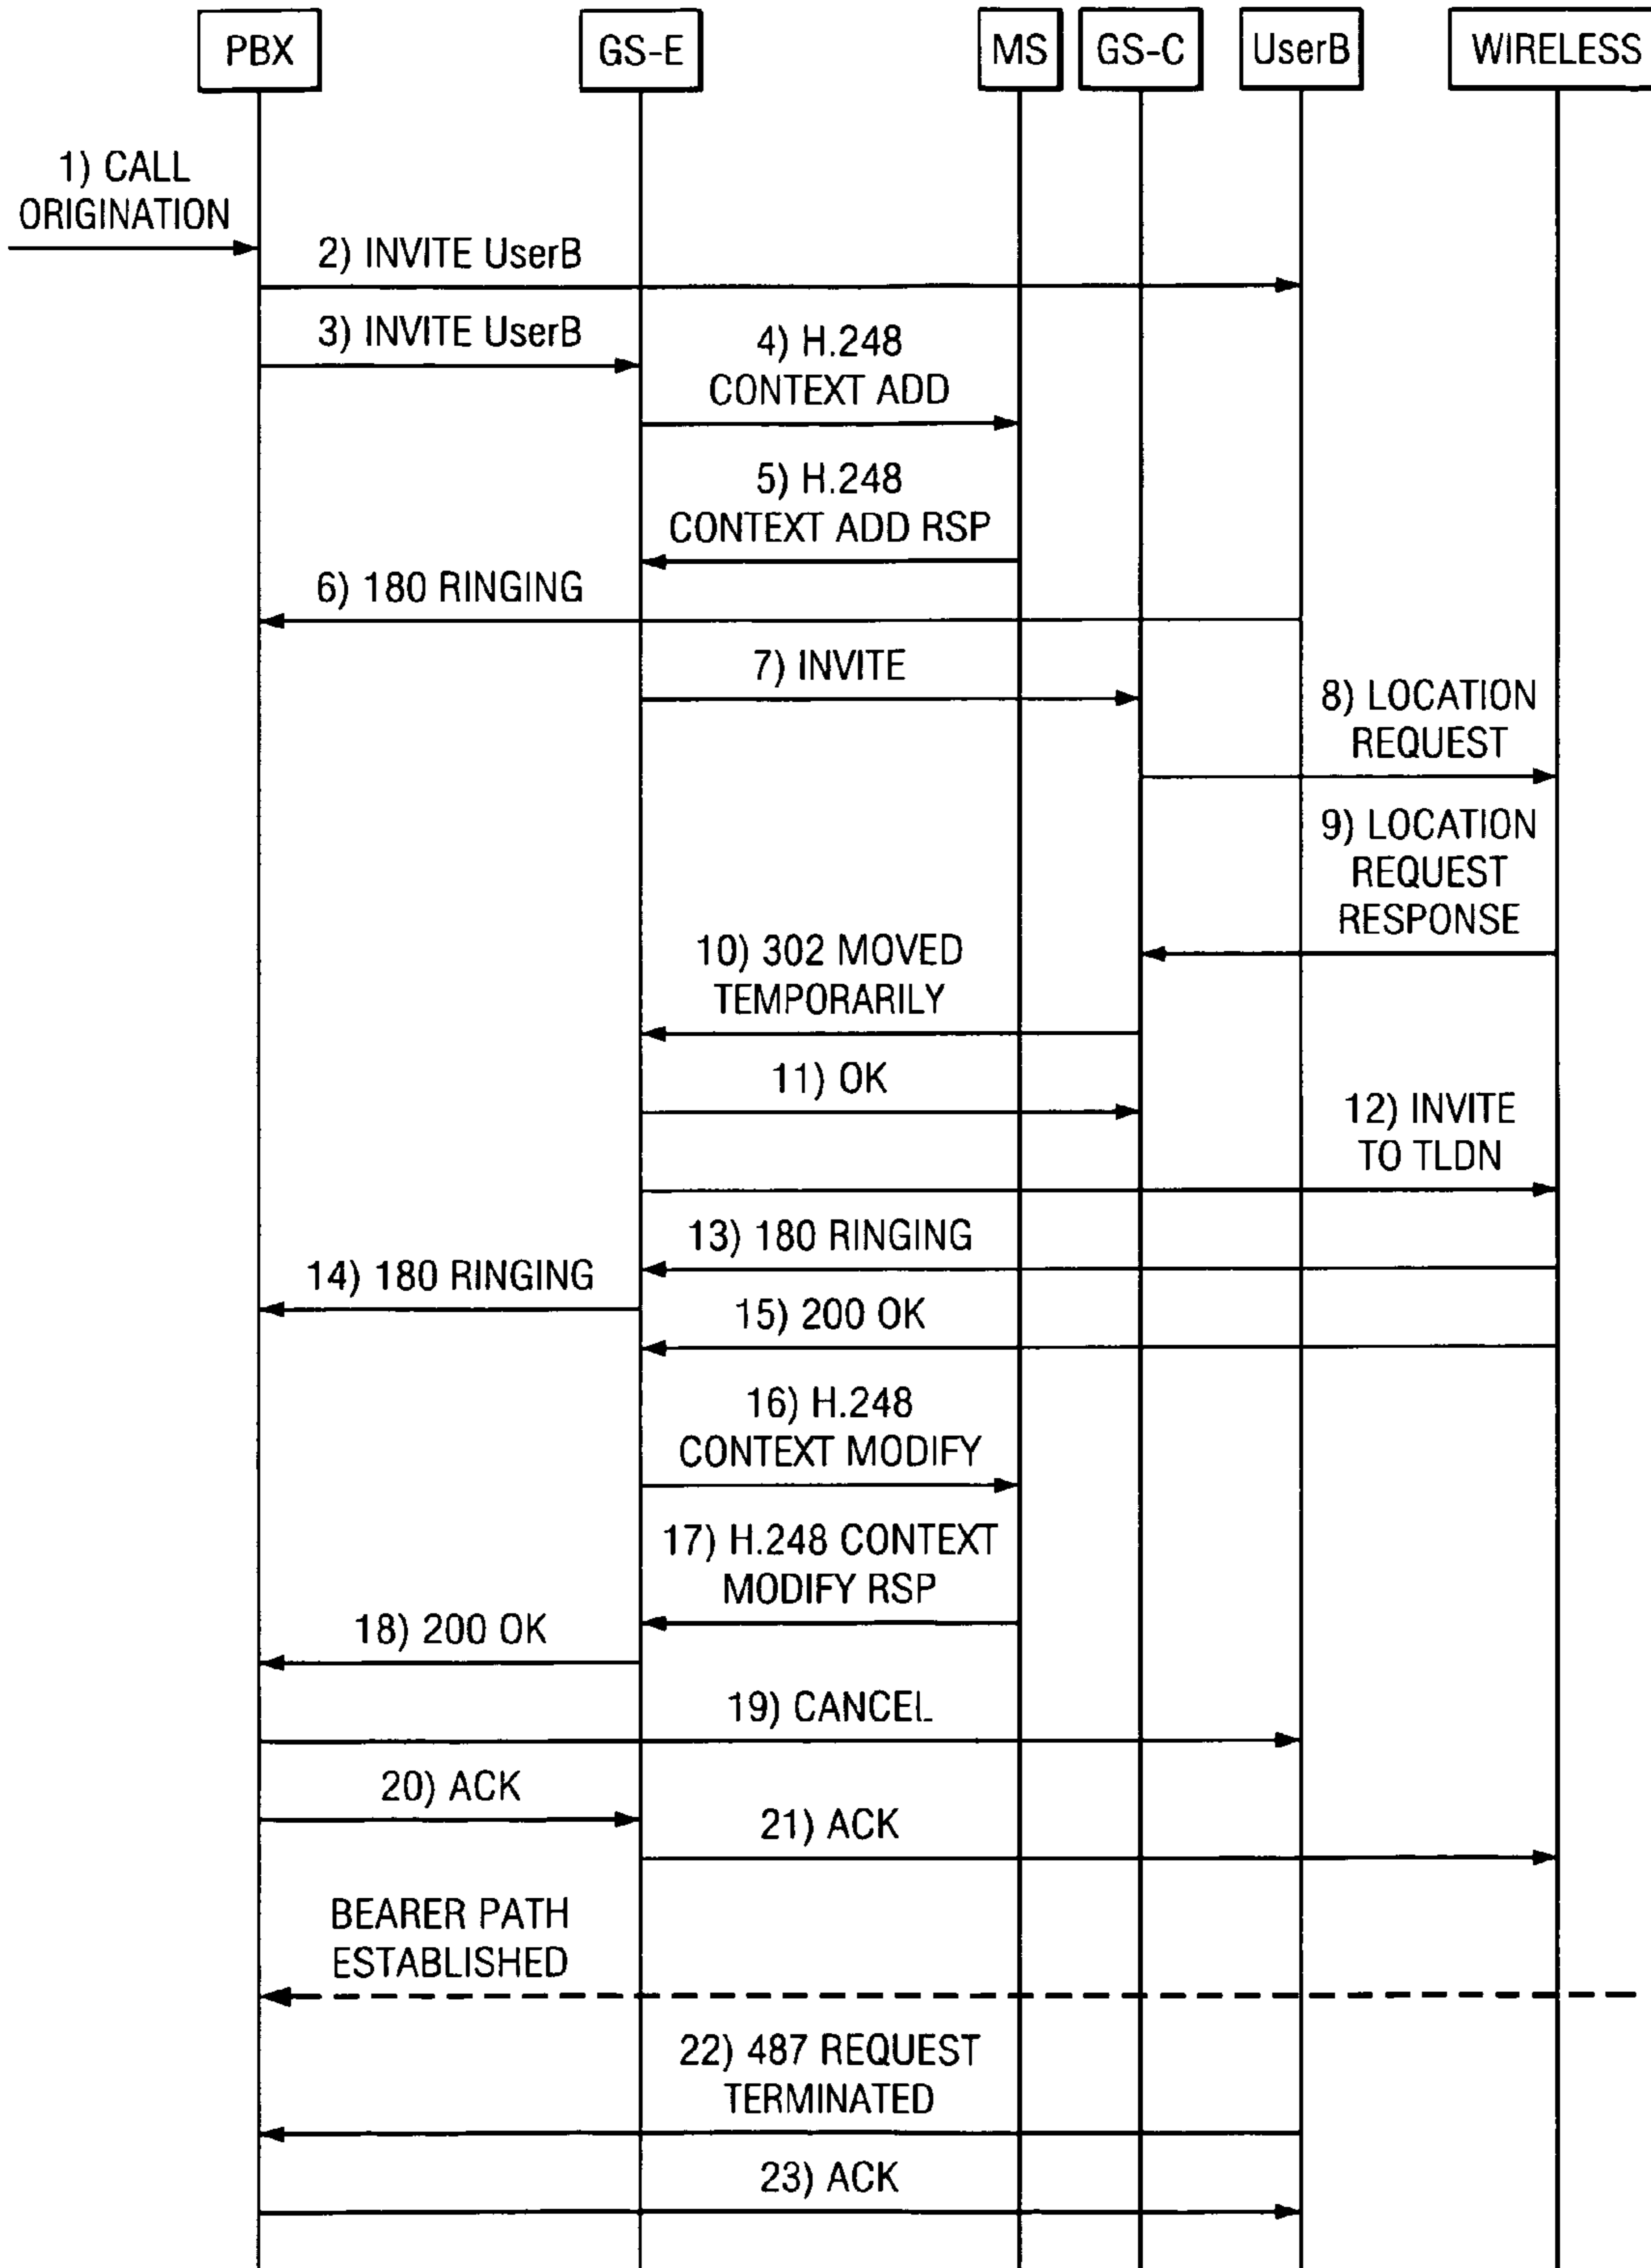 PBX
GS-E
MS
GS-C
UserB
WIRELESS
1) CALL
ORIGINATION
2) INVITE UserB
3) INVITE UserB
4) H.248
CONTEXT ADD
5) H.248
CONTEXT ADD RSP
6) 180 RINGING
7) INVITE
8) LOCATION
REQUEST
9) LOCATION
REQUEST
RESPONSE
10) 302 MOVED
TEMPORARILY
11) OK
12) INVITE
TO TLDN
13) 180 RINGING
14) 180 RINGING
15) 200 OK
16) H.248
CONTEXT MODIFY
17) H.248 CONTEXT
MODIFY RSP
18) 200 OK
19) CANCEL
20) ACK
21) ACK
BEARER PATH
ESTABLISHED
22) 487 REQUEST
TERMINATED
23) ACK